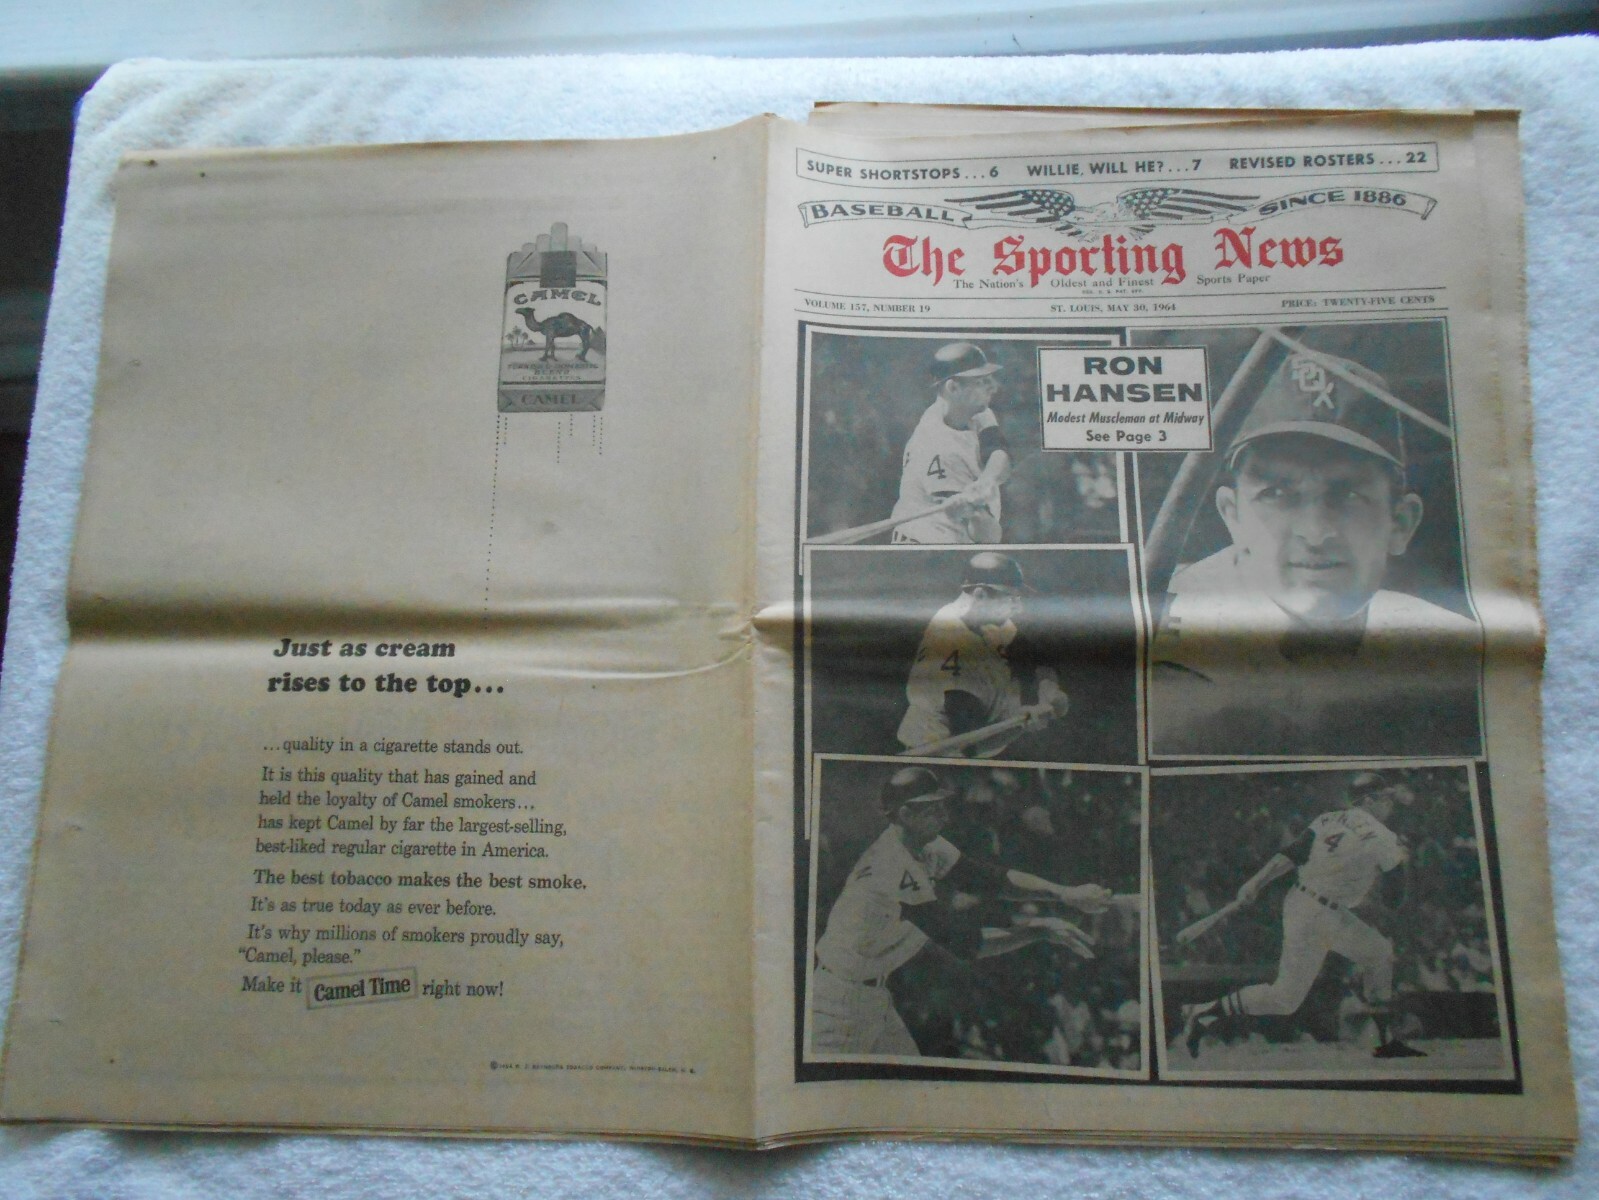 CAMEL
CIGARETTES
CAMEL
Just as cream
rises to the top...
...quality in a cigarette stands out.
It is this quality that has gained and
held the loyalty of Camel smokers...
has kept Camel by far the largest-selling,
best-liked regular cigarette in America.
The best tobacco makes the best smoke.
It's as true today as ever before.
It's why millions of smokers proudly say,
"Camel, please."
Make it Camel Time right now!
SUPER SHORTSTOPS...6 WILLIE, WILL HE?...7 REVISED ROSTERS...22
BASEBALL SINCE 1886
The Sporting News
The Nation's Oldest and Finest Sports Paper
VOLUME 157, NUMBER 19 ST. LOUIS, MAY 30, 1964 PRICE: TWENTY-FIVE CENTS
RON
HANSEN
Modest Muscleman at Midway
See Page 3
SOX
4
4
4
HANSEN
4